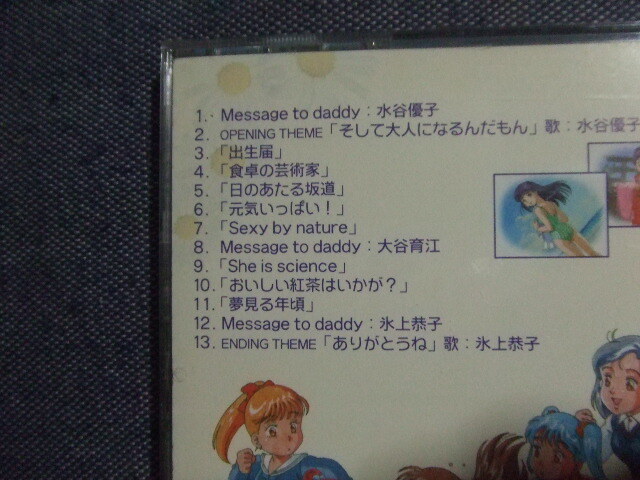 1. Message to daddy：水谷優子
2. OPENING THEME「そして大人になるんだもん」歌：水谷優子
3. 「出生届」
4. 「食卓の芸術家」
5. 「日のあたる坂道」
6. 「元気いっぱい！」
7. 「Sexy by nature」
8. Message to daddy：大谷育江
9. 「She is science」
10. 「おいしい紅茶はいかが？」
11. 「夢見る年頃」
12. Message to daddy：氷上恭子
13. ENDING THEME「ありがとうね」歌：氷上恭子